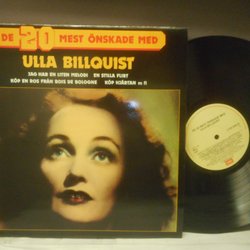 DE 20 MEST ÖNSKADE MED
ULLA BILLQUIST
JAG HAR EN LITEN MELODI   EN STILLA FLIRT
KÖP EN ROS FRÅN BOIS DE BOLOGNE   KÖP HJÄRTAN m fl